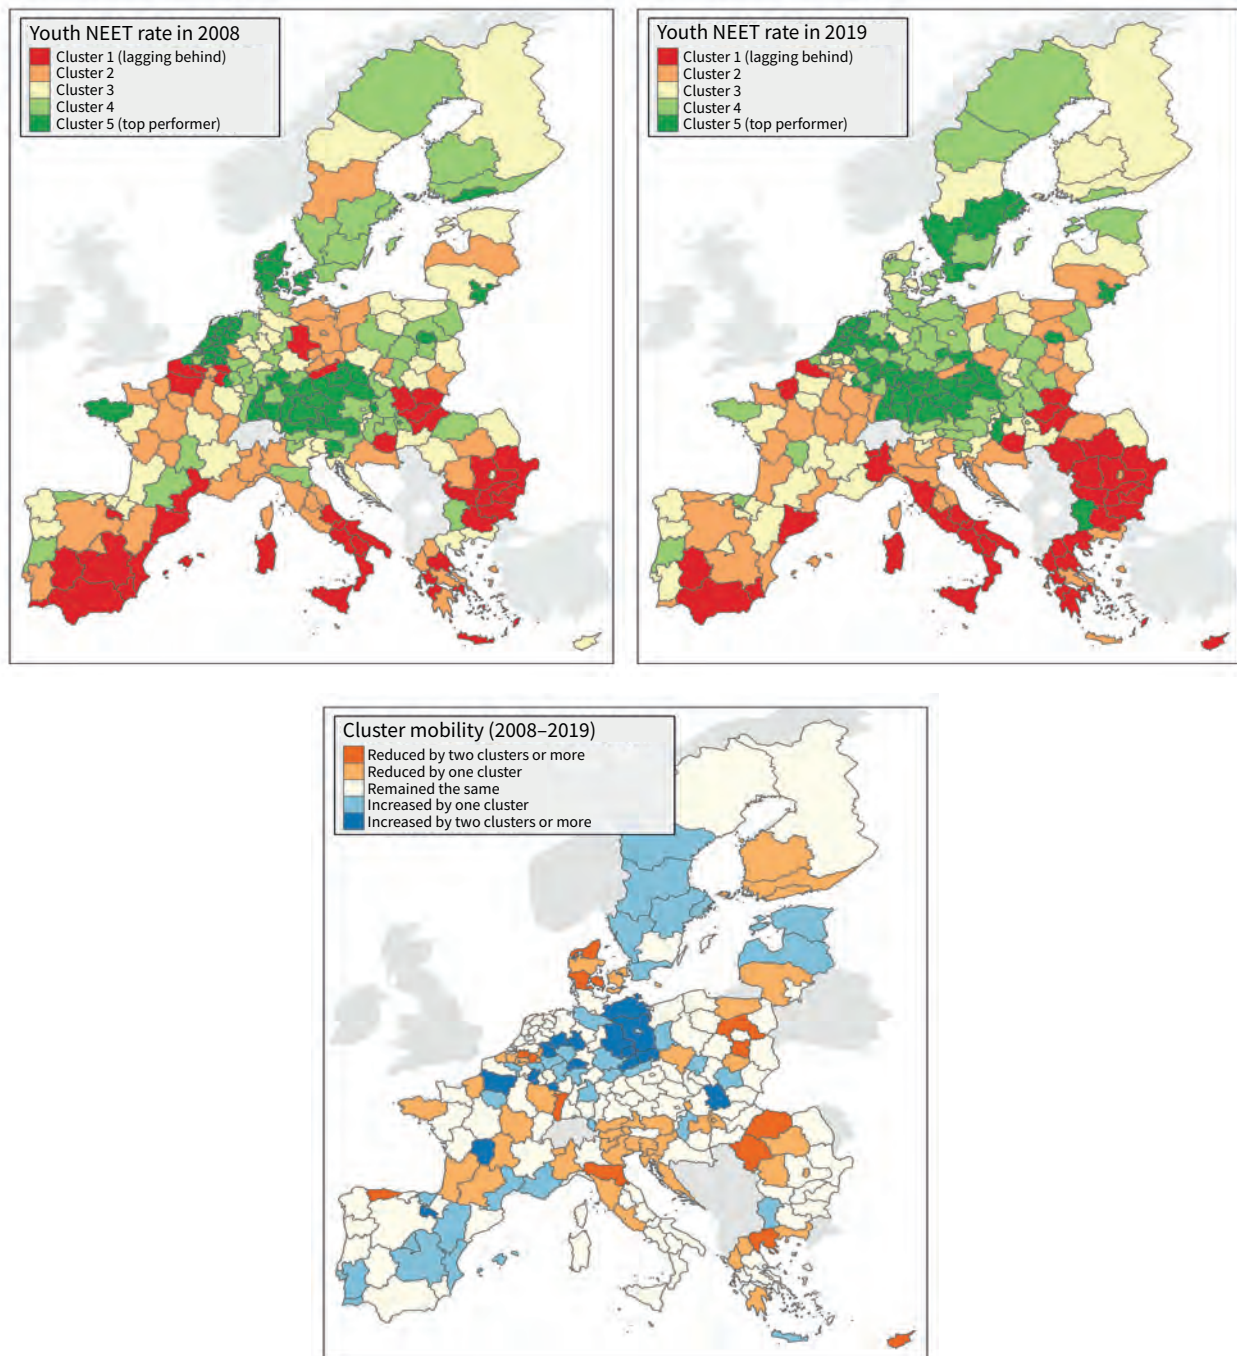 Youth NEET rate in 2008
Cluster 1 (lagging behind)
Cluster 2
Cluster 3
Cluster 4
Cluster 5 (top performer)
Youth NEET rate in 2019
Cluster 1 (lagging behind)
Cluster 2
Cluster 3
Cluster 4
Cluster 5 (top performer)
Cluster mobility (2008–2019)
Reduced by two clusters or more
Reduced by one cluster
Remained the same
Increased by one cluster
Increased by two clusters or more